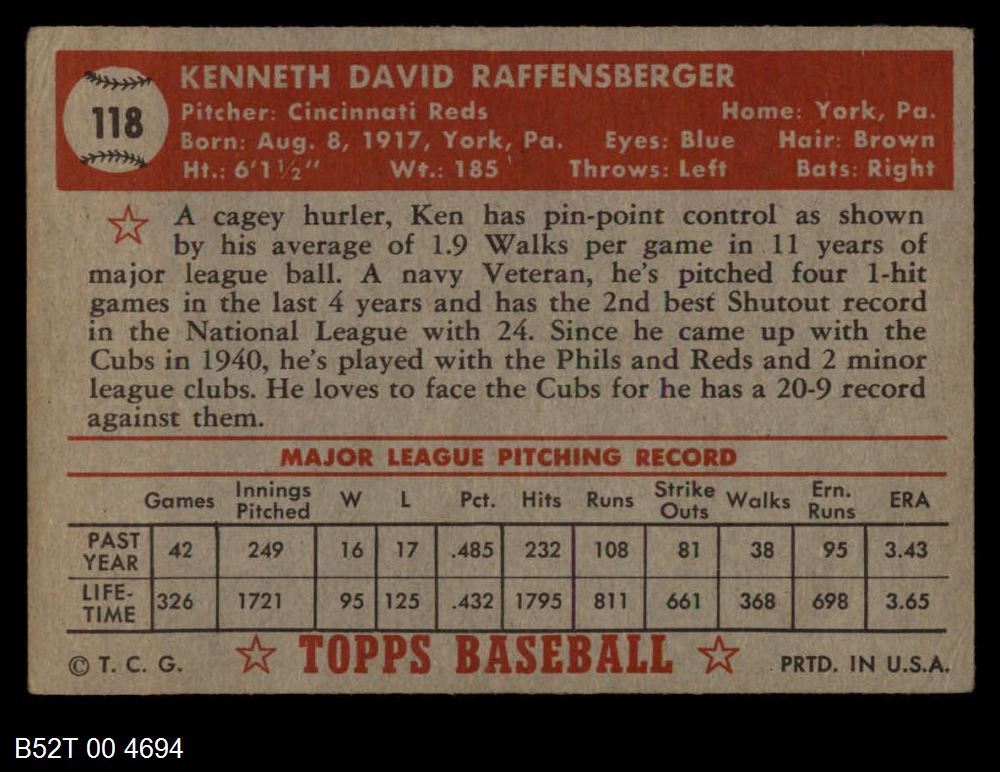 118
KENNETH DAVID RAFFENSBERGER
Pitcher: Cincinnati Reds Home: York, Pa.
Born: Aug. 8, 1917, York, Pa. Eyes: Blue Hair: Brown
Ht.: 6'1½" Wt.: 185 Throws: Left Bats: Right
A cagey hurler, Ken has pin-point control as shown
by his average of 1.9 Walks per game in 11 years of
major league ball. A navy Veteran, he's pitched four 1-hit
games in the last 4 years and has the 2nd best Shutout record
in the National League with 24. Since he came up with the
Cubs in 1940, he's played with the Phils and Reds and 2 minor
league clubs. He loves to face the Cubs for he has a 20-9 record
against them.
MAJOR LEAGUE PITCHING RECORD
Games Innings Pitched W L Pct. Hits Runs Strike Outs Walks Ern. Runs ERA
PAST YEAR 42 249 16 17 .485 232 108 81 38 95 3.43
LIFE-TIME 326 1721 95 125 .432 1795 811 661 368 698 3.65
© T. C. G. TOPPS BASEBALL PRTD. IN U.S.A.
B52T 00 4694